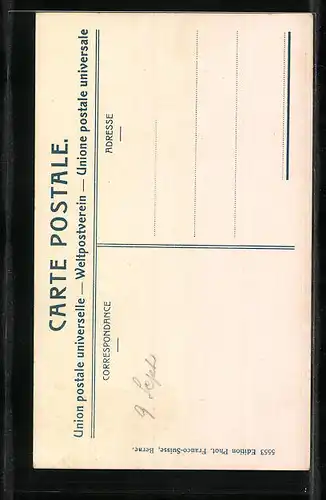 CARTE POSTALE.
Union postale universelle — Weltpostverein — Unione postale universale
CORRESPONDANCE
ADRESSE
5553 Edition Phot. Franco-Suisse, Berne.